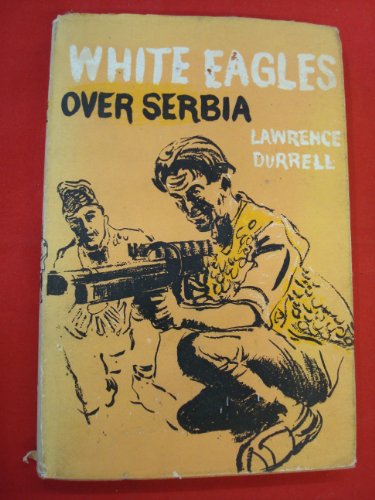 WHITE EAGLES
OVER SERBIA
LAWRENCE
DURRELL